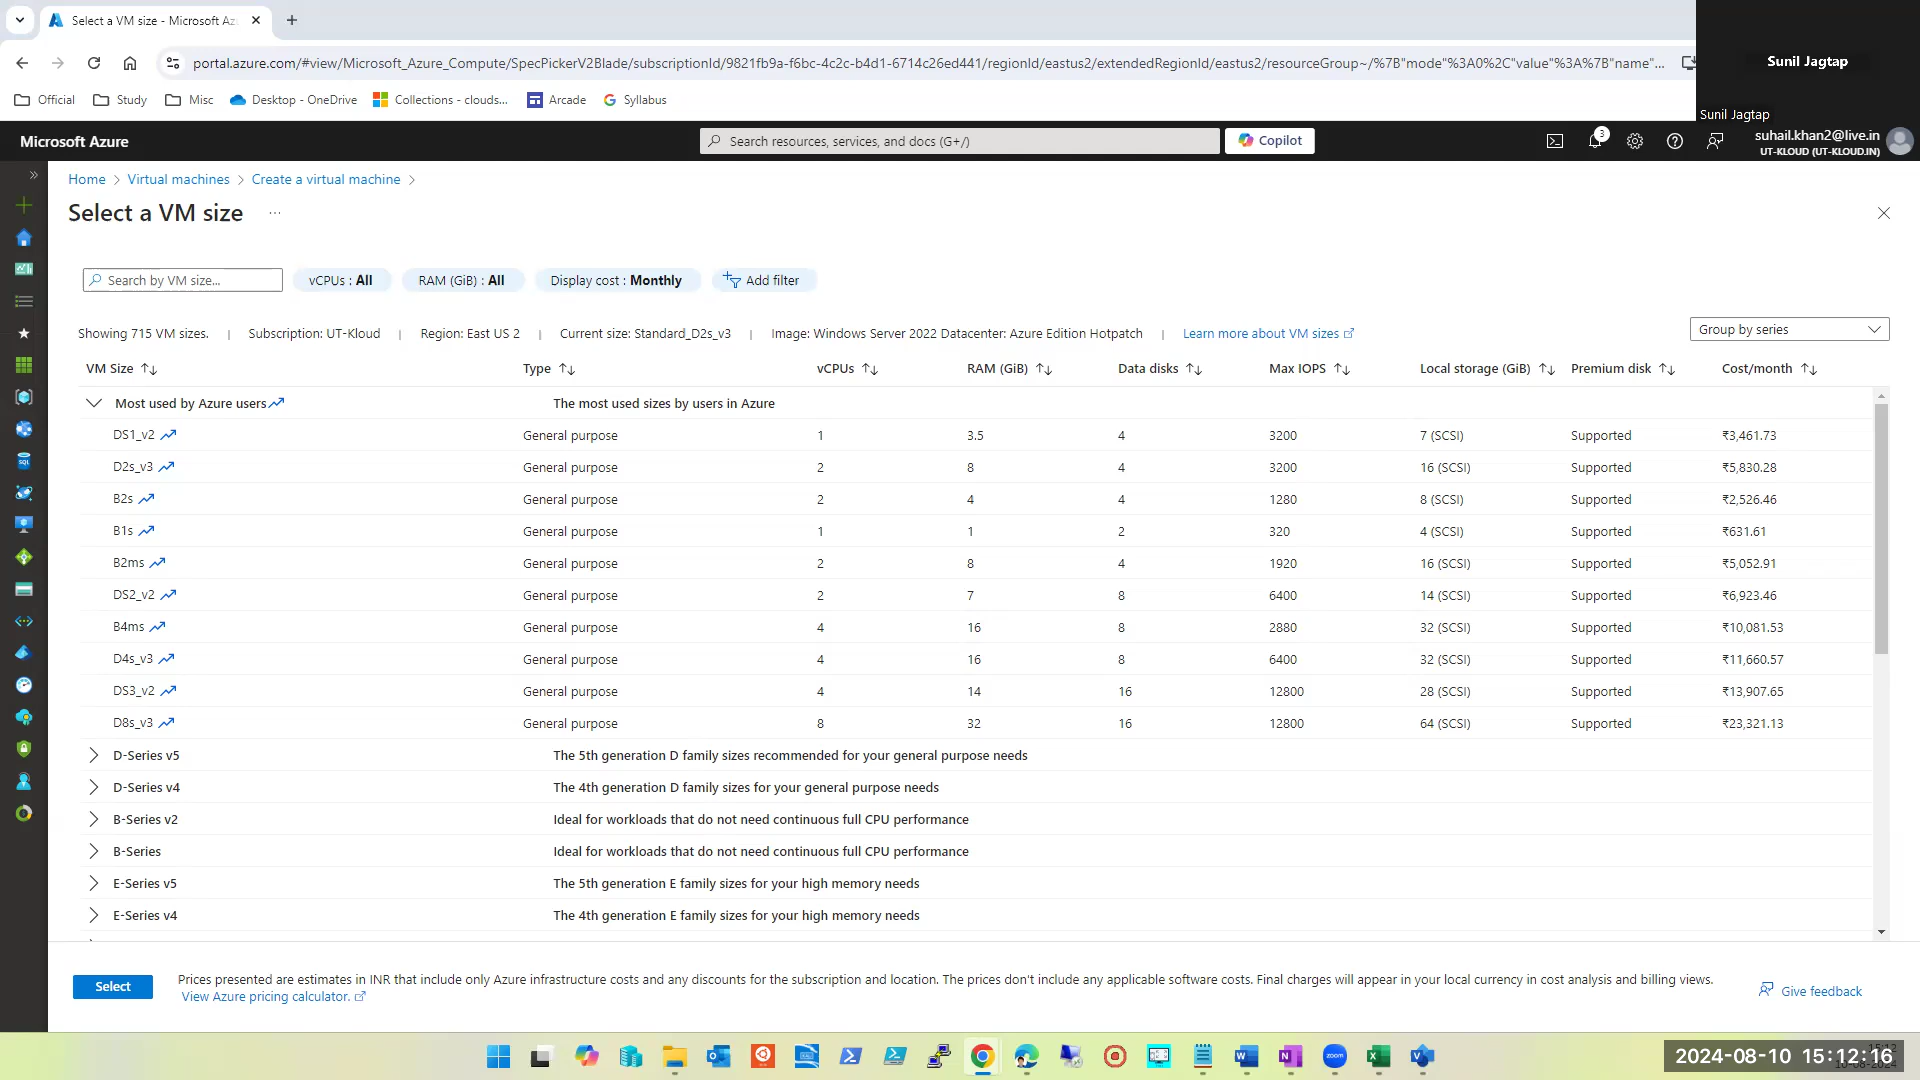 Select a VM size - Microsoft Az
portal.azure.com/#view/Microsoft_Azure_Compute/SpecPickerV2Blade/subscriptionId/9821fb9a-f6bc-4c2c-b4d1-6714c26ed441/regionId/eastus2/extendedRegionId/eastus2/resourceGroup~/%7B"mode"%3A0%2C"value"%3A%7B"name"...
Sunil Jagtap
Official Study Misc Desktop - OneDrive Collections - clouds... Arcade Syllabus
Sunil Jagtap
Microsoft Azure
Search resources, services, and docs (G+/)
Copilot
3
suhail.khan2@live.in
UT-KLOUD (UT-KLOUD.IN)
Home > Virtual machines > Create a virtual machine >
Select a VM size ...
Search by VM size...
vCPUs : All
RAM (GiB) : All
Display cost : Monthly
Add filter
Showing 715 VM sizes. | Subscription: UT-Kloud | Region: East US 2 | Current size: Standard_D2s_v3 | Image: Windows Server 2022 Datacenter: Azure Edition Hotpatch | Learn more about VM sizes
Group by series
VM Size Type vCPUs RAM (GiB) Data disks Max IOPS Local storage (GiB) Premium disk Cost/month
Most used by Azure users The most used sizes by users in Azure
DS1_v2 General purpose 1 3.5 4 3200 7 (SCSI) Supported ₹3,461.73
D2s_v3 General purpose 2 8 4 3200 16 (SCSI) Supported ₹5,830.28
B2s General purpose 2 4 4 1280 8 (SCSI) Supported ₹2,526.46
B1s General purpose 1 1 2 320 4 (SCSI) Supported ₹631.61
B2ms General purpose 2 8 4 1920 16 (SCSI) Supported ₹5,052.91
DS2_v2 General purpose 2 7 8 6400 14 (SCSI) Supported ₹6,923.46
B4ms General purpose 4 16 8 2880 32 (SCSI) Supported ₹10,081.53
D4s_v3 General purpose 4 16 8 6400 32 (SCSI) Supported ₹11,660.57
DS3_v2 General purpose 4 14 16 12800 28 (SCSI) Supported ₹13,907.65
D8s_v3 General purpose 8 32 16 12800 64 (SCSI) Supported ₹23,321.13
D-Series v5 The 5th generation D family sizes recommended for your general purpose needs
D-Series v4 The 4th generation D family sizes for your general purpose needs
B-Series v2 Ideal for workloads that do not need continuous full CPU performance
B-Series Ideal for workloads that do not need continuous full CPU performance
E-Series v5 The 5th generation E family sizes for your high memory needs
E-Series v4 The 4th generation E family sizes for your high memory needs
Select
Prices presented are estimates in INR that include only Azure infrastructure costs and any discounts for the subscription and location. The prices don't include any applicable software costs. Final charges will appear in your local currency in cost analysis and billing views.
View Azure pricing calculator.
Give feedback
2024-08-10 15:12:16